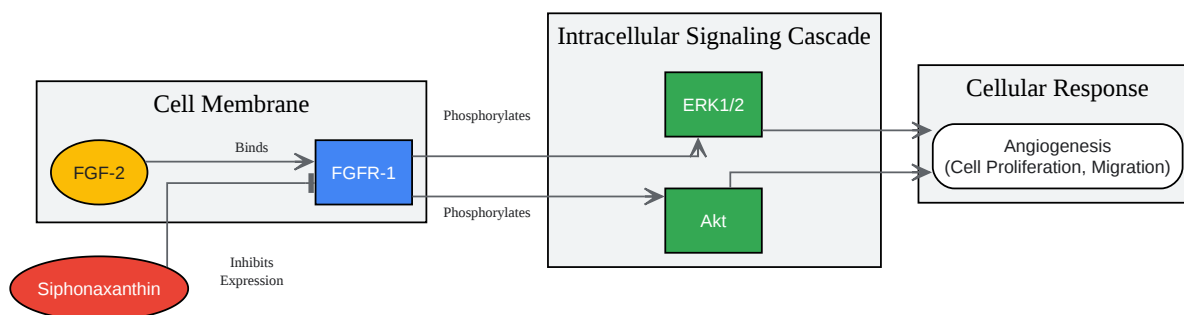 Intracellular Signaling Cascade
Cell Membrane
Cellular Response
Phosphorylates
ERK1/2
FGF-2
Binds
FGFR-1
Angiogenesis
(Cell Proliferation, Migration)
Phosphorylates
Akt
Siphonaxanthin
Inhibits
Expression